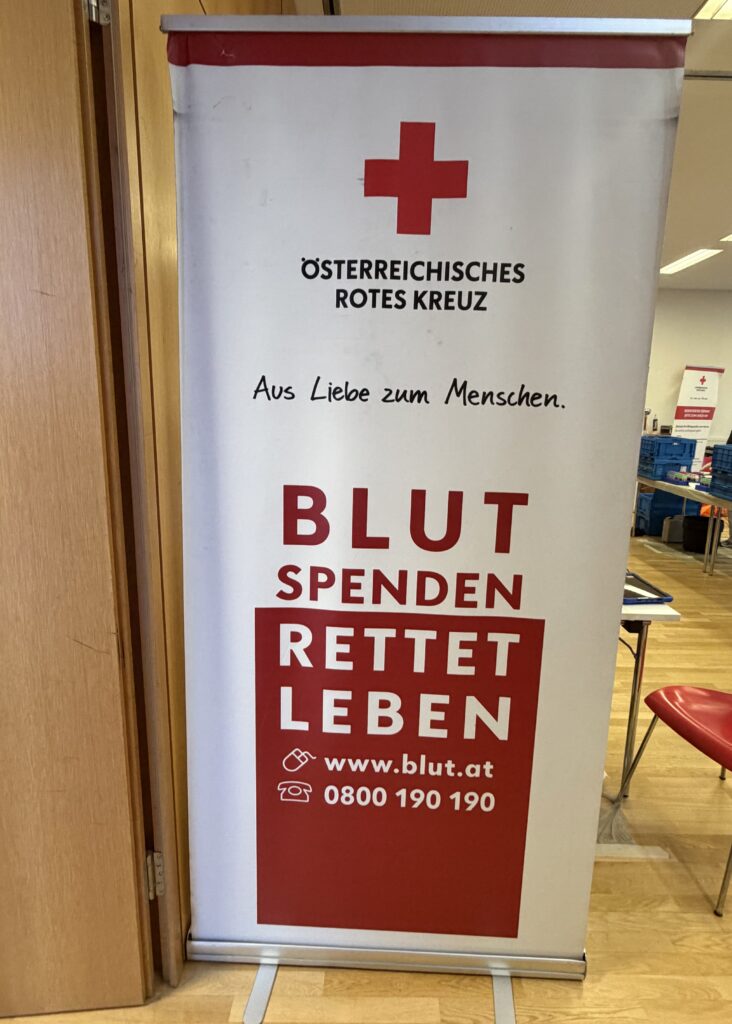 ÖSTERREICHISCHES
ROTES KREUZ
Aus Liebe zum Menschen.
BLUT
SPENDEN
RETTET
LEBEN
www.blut.at
0800 190 190